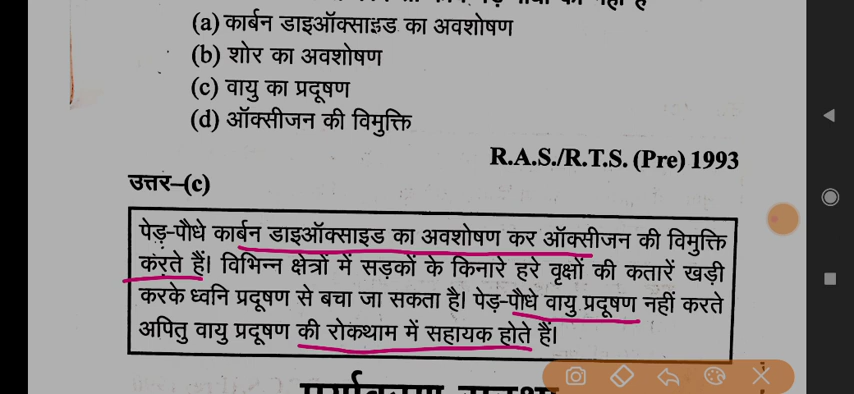 (a) कार्बन डाइऑक्साइड का अवशोषण
(b) शोर का अवशोषण
(c) वायु का प्रदूषण
(d) ऑक्सीजन की विमुक्ति
R.A.S./R.T.S. (Pre) 1993
उत्तर–(c)
पेड़-पौधे कार्बन डाइऑक्साइड का अवशोषण कर ऑक्सीजन की विमुक्ति
करते हैं। विभिन्न क्षेत्रों में सड़कों के किनारे हरे वृक्षों की कतारें खड़ी
करके ध्वनि प्रदूषण से बचा जा सकता है। पेड़-पौधे वायु प्रदूषण नहीं करते
अपितु वायु प्रदूषण की रोकथाम में सहायक होते हैं।